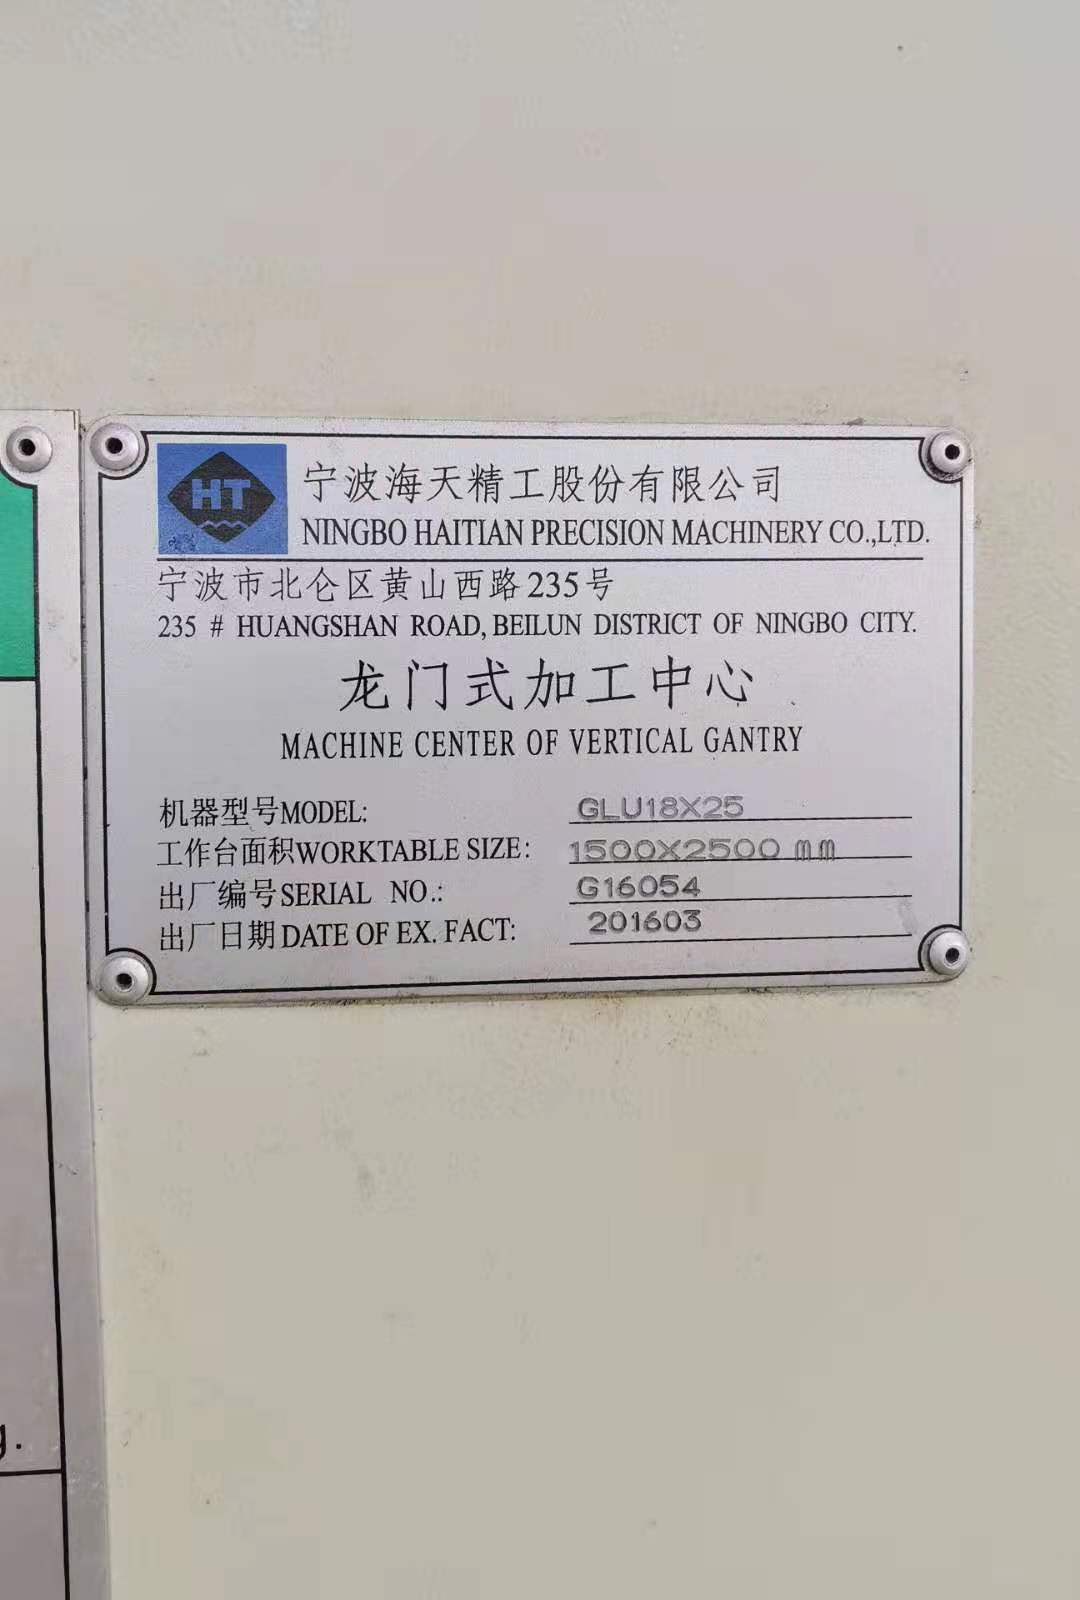 HT
宁波海天精工股份有限公司
NINGBO HAITIAN PRECISION MACHINERY CO.,LTD.
宁波市北仑区黄山西路235号
235 # HUANGSHAN ROAD, BEILUN DISTRICT OF NINGBO CITY.
龙门式加工中心
MACHINE CENTER OF VERTICAL GANTRY
机器型号MODEL: GLU18X25
工作台面积WORKTABLE SIZE: 1500X2500 mm
出厂编号SERIAL NO.: G16054
出厂日期DATE OF EX. FACT: 201603